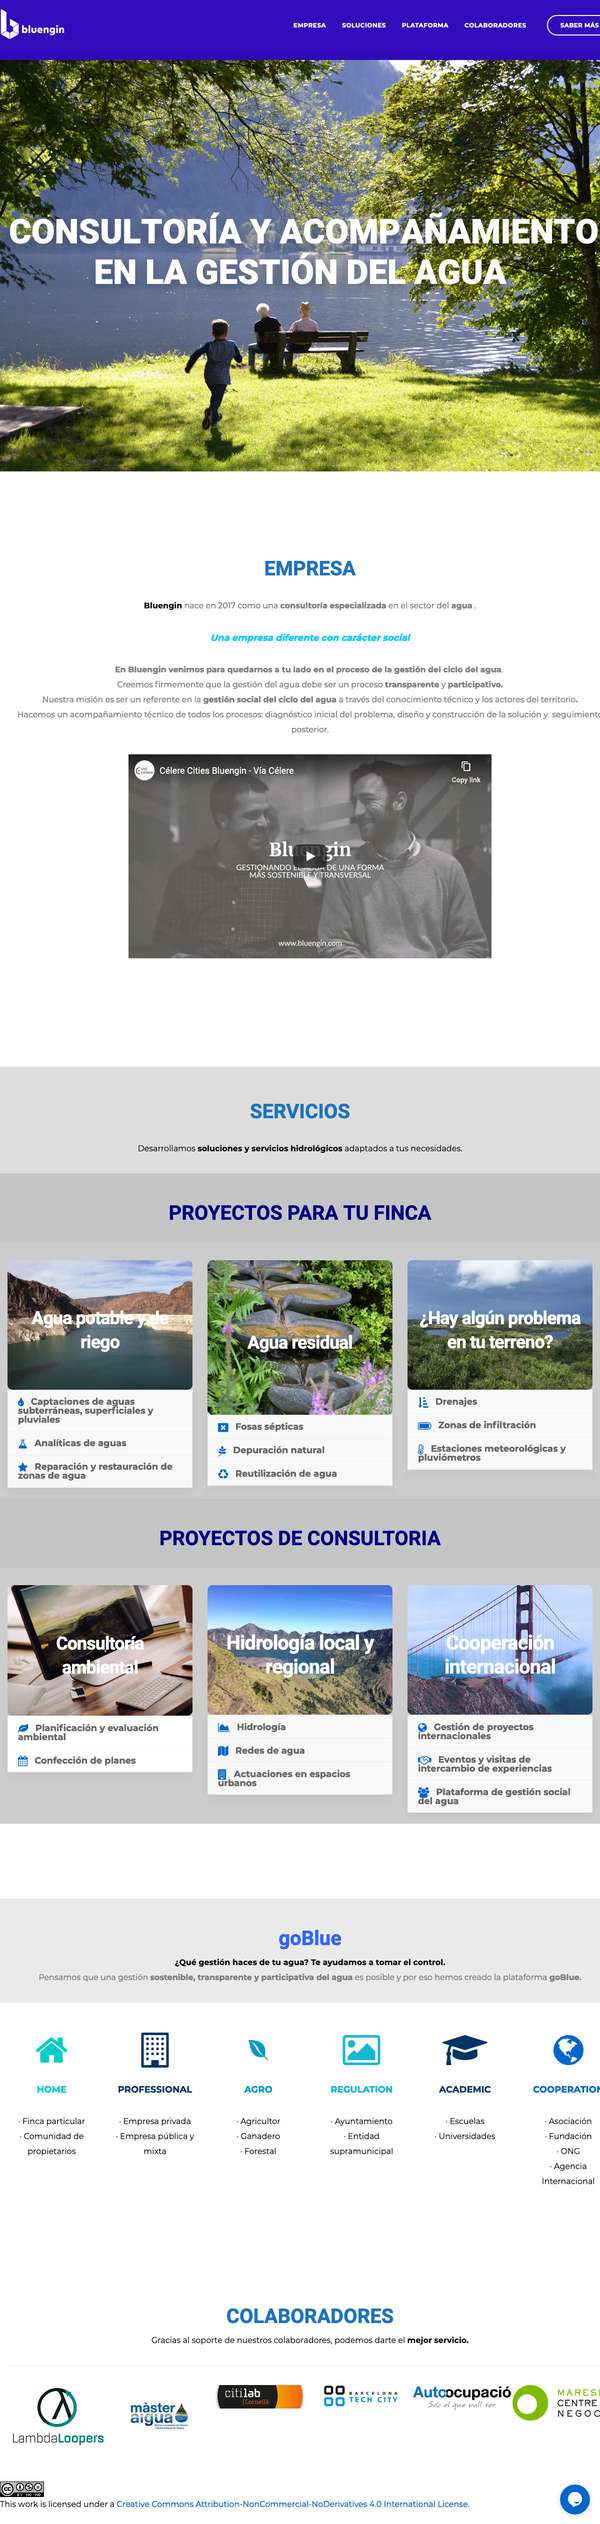 bluengin
EMPRESA SOLUCIONES PLATAFORMA COLABORADORES SABER MÁS
CONSULTORÍA Y ACOMPAÑAMIENTO
EN LA GESTIÓN DEL AGUA
EMPRESA
Bluengin nace en 2017 como una consultoría especializada en el sector del agua .
Una empresa diferente con carácter social
En Bluengin venimos para quedarnos a tu lado en el proceso de la gestión del ciclo del agua.
Creemos firmemente que la gestión del agua debe ser un proceso transparente y participativo.
Nuestra misión es ser un referente en la gestión social del ciclo del agua a través del conocimiento técnico y los actores del territorio.
Hacemos un acompañamiento técnico de todos los procesos: diagnóstico inicial del problema, diseño y construcción de la solución y seguimiento
posterior.
Célere Cities Bluengin - Vía Célere
Copy link
Bluengin
GESTIONANDO EL AGUA DE UNA FORMA
MÁS SOSTENIBLE Y TRANSVERSAL
www.bluengin.com
SERVICIOS
Desarrollamos soluciones y servicios hidrológicos adaptados a tus necesidades.
PROYECTOS PARA TU FINCA
Agua potable y de
riego
Captaciones de aguas
subterráneas, superficiales y
pluviales
Analíticas de aguas
Reparación y restauración de
zonas de agua
Agua residual
Fosas sépticas
Depuración natural
Reutilización de agua
¿Hay algún problema
en tu terreno?
Drenajes
Zonas de infiltración
Estaciones meteorológicas y
pluviómetros
PROYECTOS DE CONSULTORIA
Consultoría
ambiental
Planificación y evaluación
ambiental
Confección de planes
Hidrología local y
regional
Hidrología
Redes de agua
Actuaciones en espacios
urbanos
Cooperación
internacional
Gestión de proyectos
internacionales
Eventos y visitas de
intercambio de experiencias
Plataforma de gestión social
del agua
goBlue
¿Qué gestión haces de tu agua? Te ayudamos a tomar el control.
Pensamos que una gestión sostenible, transparente y participativa del agua es posible y por eso hemos creado la plataforma goBlue.
HOME
· Finca particular
· Comunidad de
propietarios
PROFESSIONAL
· Empresa privada
· Empresa pública y
mixta
AGRO
· Agricultor
· Ganadero
· Forestal
REGULATION
· Ayuntamiento
· Entidad
supramunicipal
ACADEMIC
· Escuelas
· Universidades
COOPERATION
· Asociación
· Fundación
· ONG
· Agencia
Internacional
COLABORADORES
Gracias al soporte de nuestros colaboradores, podemos darte el mejor servicio.
LambdaLoopers
màster
aigua
citilab
Cornellà
BARCELONA
TECH CITY
Autoocupació
Sólo el que vull ser
MARES
CENTRE
NEGOC
This work is licensed under a Creative Commons Attribution-NonCommercial-NoDerivatives 4.0 International License.